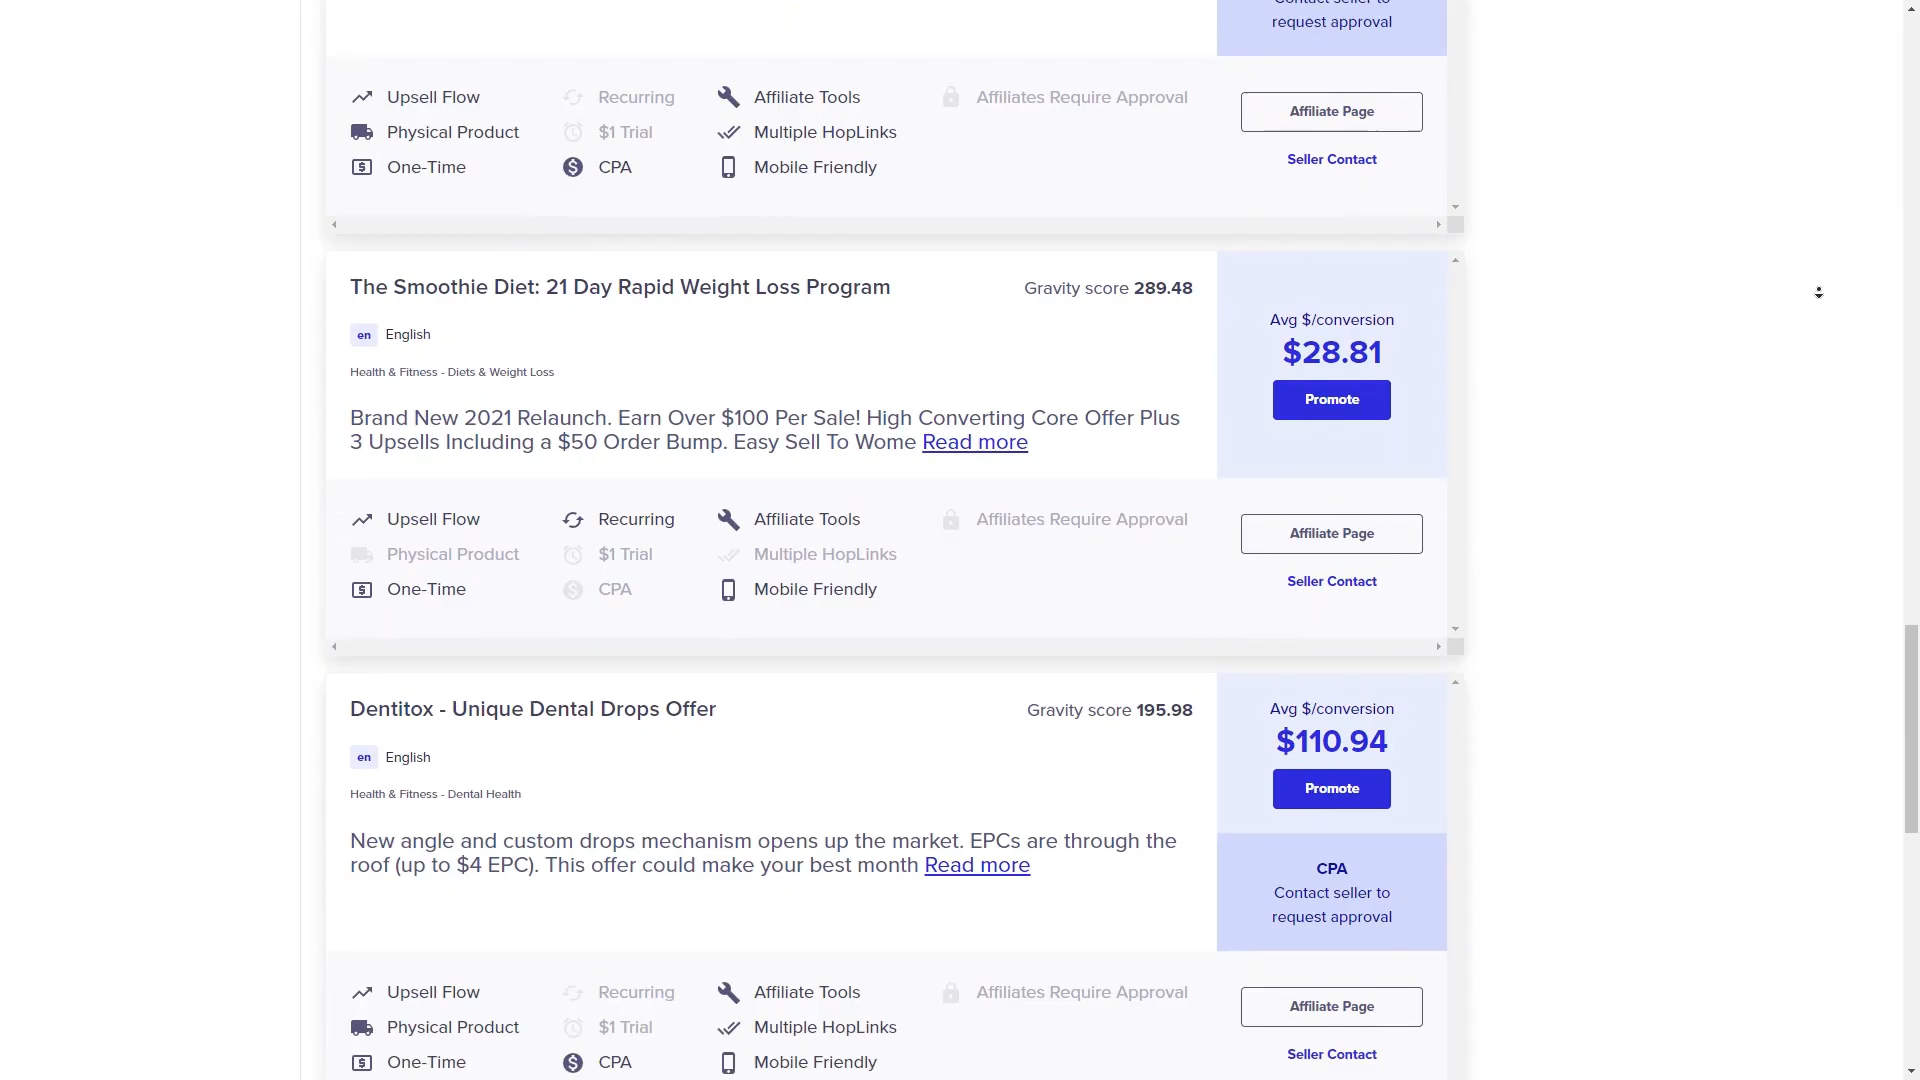 Contact seller to
request approval
Upsell Flow
Recurring
Affiliate Tools
Affiliates Require Approval
Affiliate Page
Physical Product
$1 Trial
Multiple HopLinks
Seller Contact
One-Time
CPA
Mobile Friendly
The Smoothie Diet: 21 Day Rapid Weight Loss Program
Gravity score 289.48
Avg $/conversion
$28.81
Promote
en English
Health & Fitness - Diets & Weight Loss
Brand New 2021 Relaunch. Earn Over $100 Per Sale! High Converting Core Offer Plus
3 Upsells Including a $50 Order Bump. Easy Sell To Wome Read more
Upsell Flow
Recurring
Affiliate Tools
Affiliates Require Approval
Affiliate Page
Physical Product
$1 Trial
Multiple HopLinks
Seller Contact
One-Time
CPA
Mobile Friendly
Dentitox - Unique Dental Drops Offer
Gravity score 195.98
Avg $/conversion
$110.94
Promote
en English
Health & Fitness - Dental Health
New angle and custom drops mechanism opens up the market. EPCs are through the
roof (up to $4 EPC). This offer could make your best month Read more
CPA
Contact seller to
request approval
Upsell Flow
Recurring
Affiliate Tools
Affiliates Require Approval
Affiliate Page
Physical Product
$1 Trial
Multiple HopLinks
Seller Contact
One-Time
CPA
Mobile Friendly